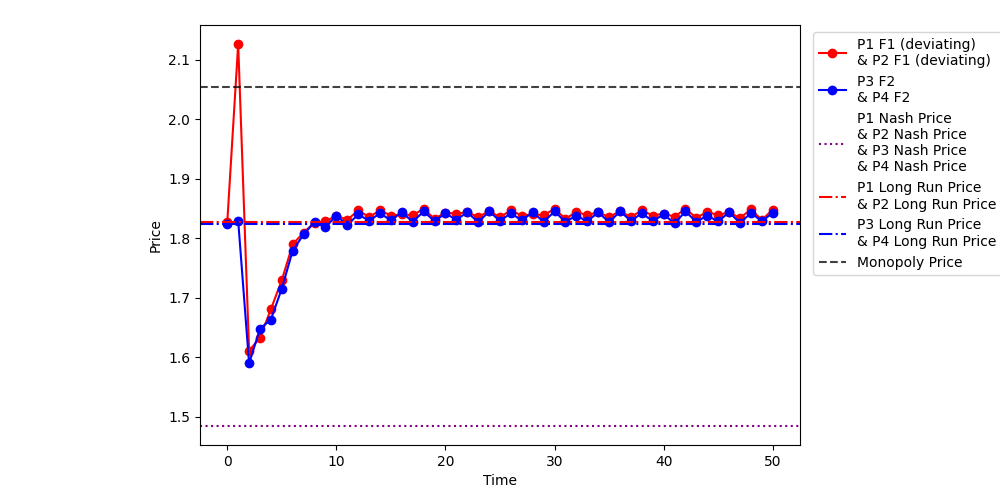 2.1
2.0
1.9
1.8
1.7
1.6
1.5
Price
0
10
20
30
40
50
Time
P1 F1 (deviating)
& P2 F1 (deviating)
P3 F2
& P4 F2
P1 Nash Price
& P2 Nash Price
& P3 Nash Price
& P4 Nash Price
P1 Long Run Price
& P2 Long Run Price
P3 Long Run Price
& P4 Long Run Price
Monopoly Price